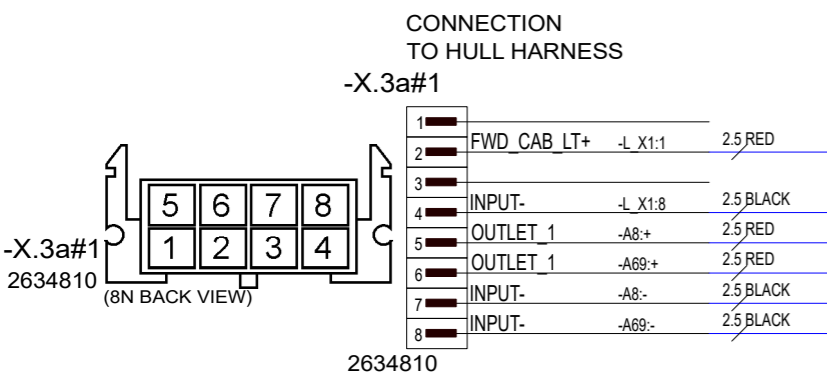 CONNECTION
TO HULL HARNESS
-X.3a#1
1
2 FWD_CAB_LT+ -L_X1:1 2.5 RED
3
4 INPUT- -L_X1:8 2.5 BLACK
5 OUTLET_1 -A8:+ 2.5 RED
6 OUTLET_1 -A69:+ 2.5 RED
7 INPUT- -A8:- 2.5 BLACK
8 INPUT- -A69:- 2.5 BLACK
2634810
5 6 7 8
1 2 3 4
-X.3a#1
2634810
(8N BACK VIEW)